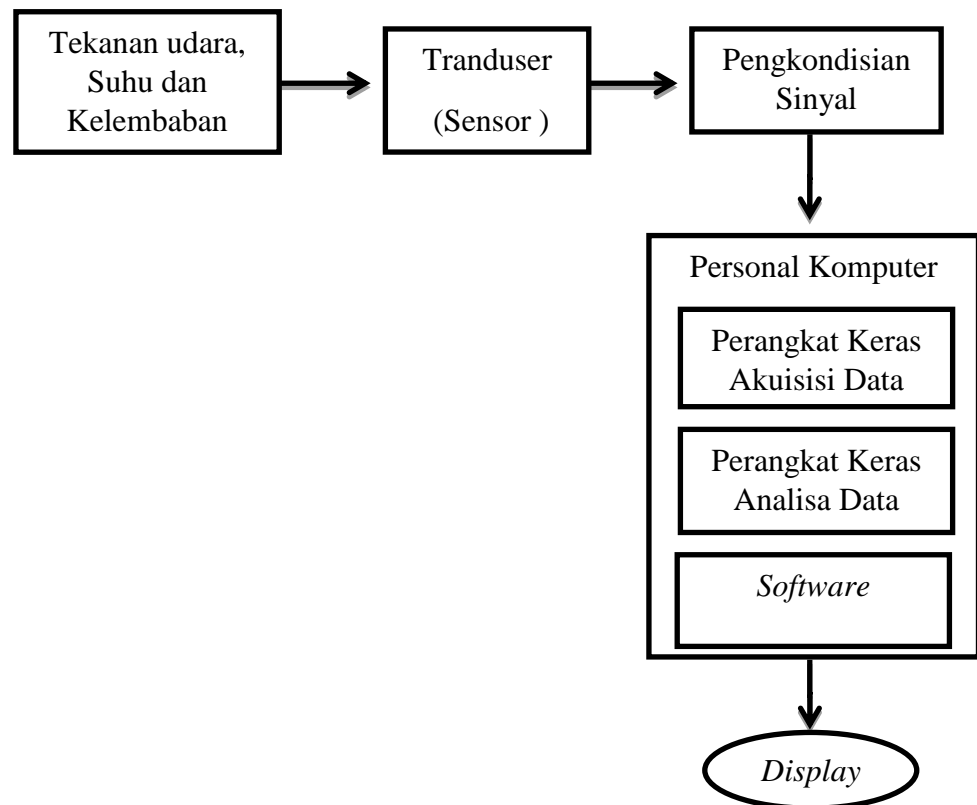 Tekanan udara,
Suhu dan
Kelembaban
Tranduser
(Sensor )
Pengkondisian
Sinyal
Personal Komputer
Perangkat Keras
Akuisisi Data
Perangkat Keras
Analisa Data
Software
Display